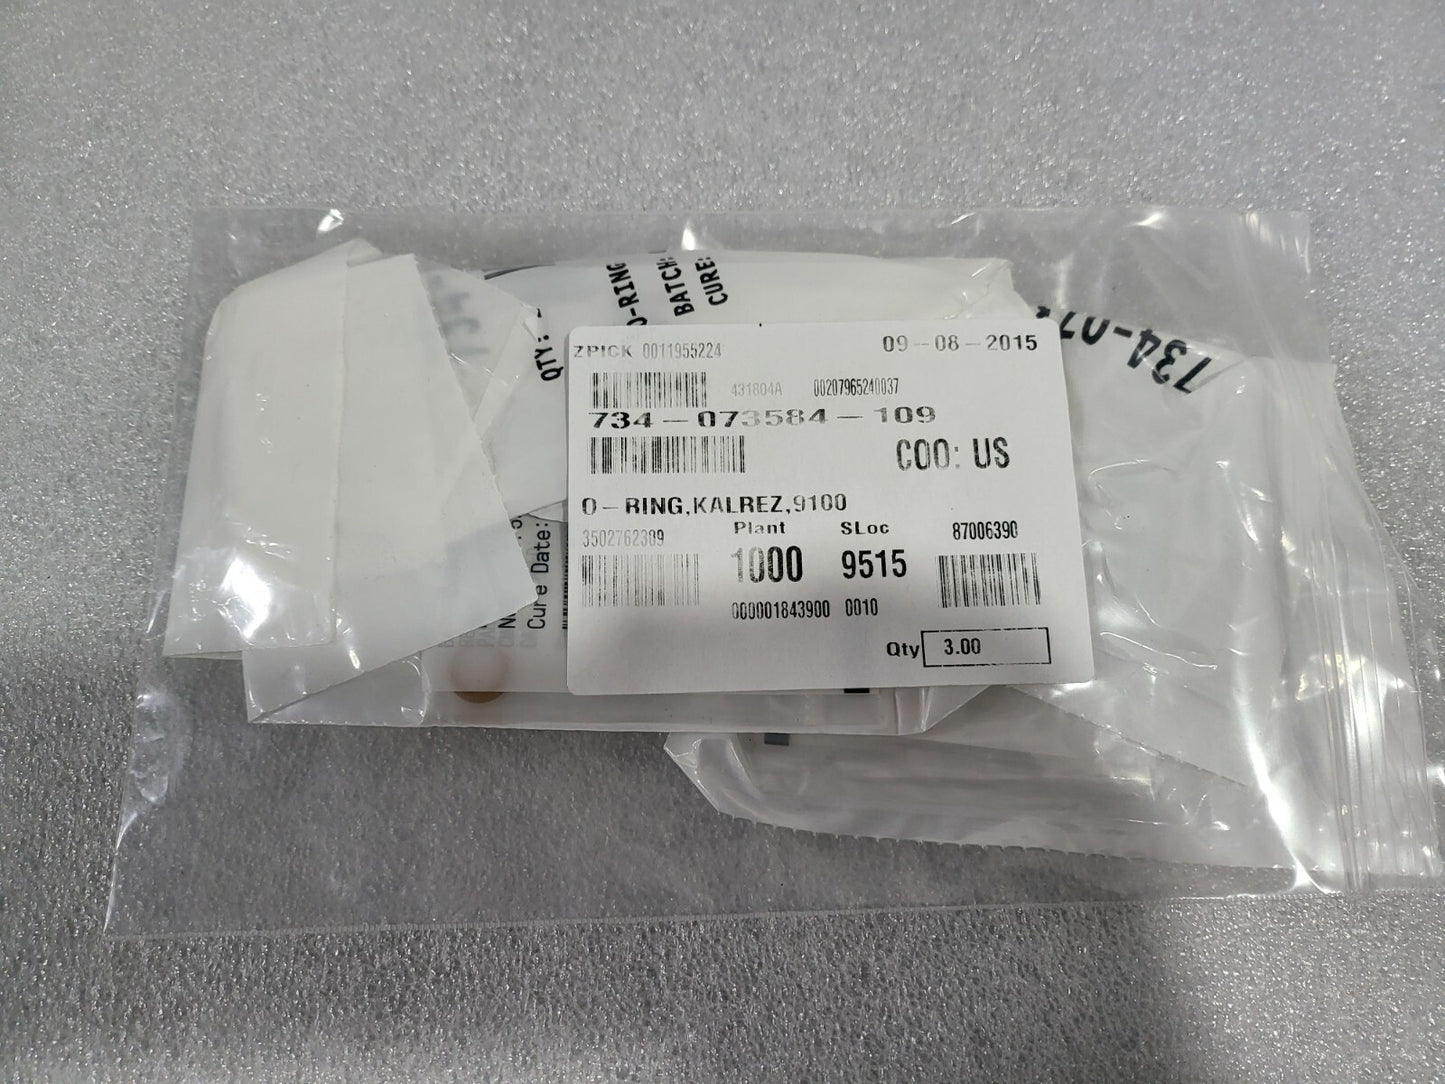 QTY:
O-RING
BATCH:
CURE:
734-07
ZPICK 0011955224
09-08-2015
431804A 00207965240037
734-073584-109
COO: US
O-RING,KALREZ,9100
3502762309
Plant SLoc
87006390
1000 9515
000001843900 0010
Qty 3.00
Cure Date: